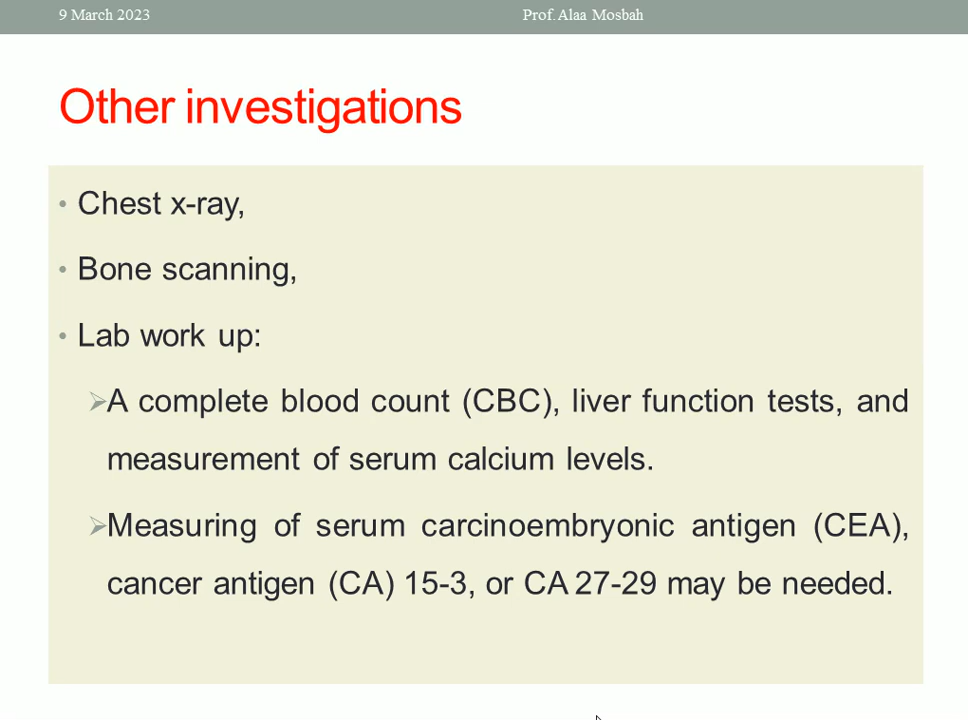 9 March 2023
Prof. Alaa Mosbah
Other investigations
• Chest x-ray,
• Bone scanning,
• Lab work up:
➢A complete blood count (CBC), liver function tests, and
measurement of serum calcium levels.
➢Measuring of serum carcinoembryonic antigen (CEA),
cancer antigen (CA) 15-3, or CA 27-29 may be needed.